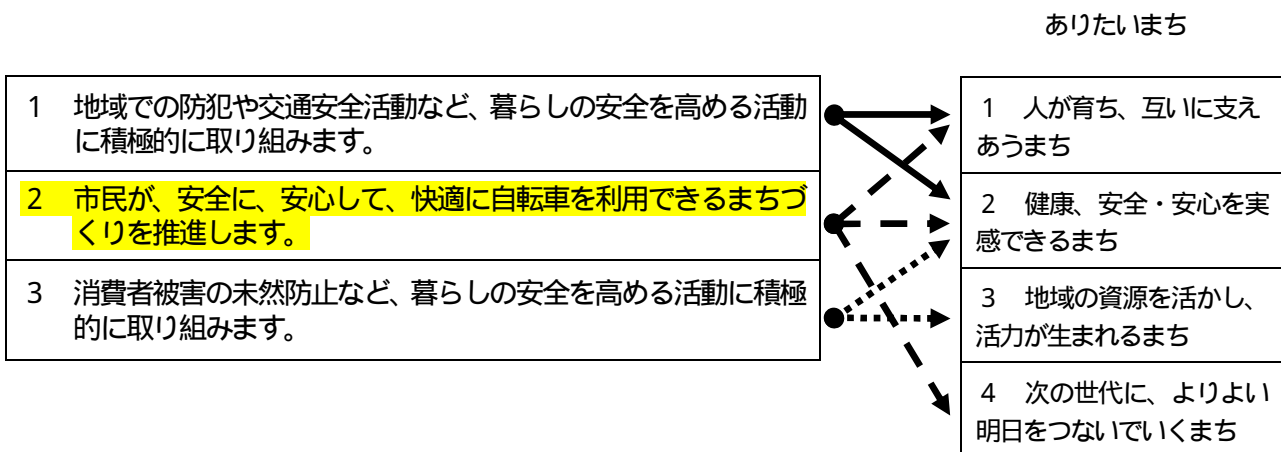 ありたいまち
1 地域での防犯や交通安全活動など、暮らしの安全を高める活動
に積極的に取り組みます。
2 市民が、安全に、安心して、快適に自転車を利用できるまちづ
くりを推進します。
3 消費者被害の未然防止など、暮らしの安全を高める活動に積極
的に取り組みます。
1 人が育ち、互いに支え
あうまち
2 健康、安全・安心を実
感できるまち
3 地域の資源を活かし、
活力が生まれるまち
4 次の世代に、よりよい
明日をつないでいくまち